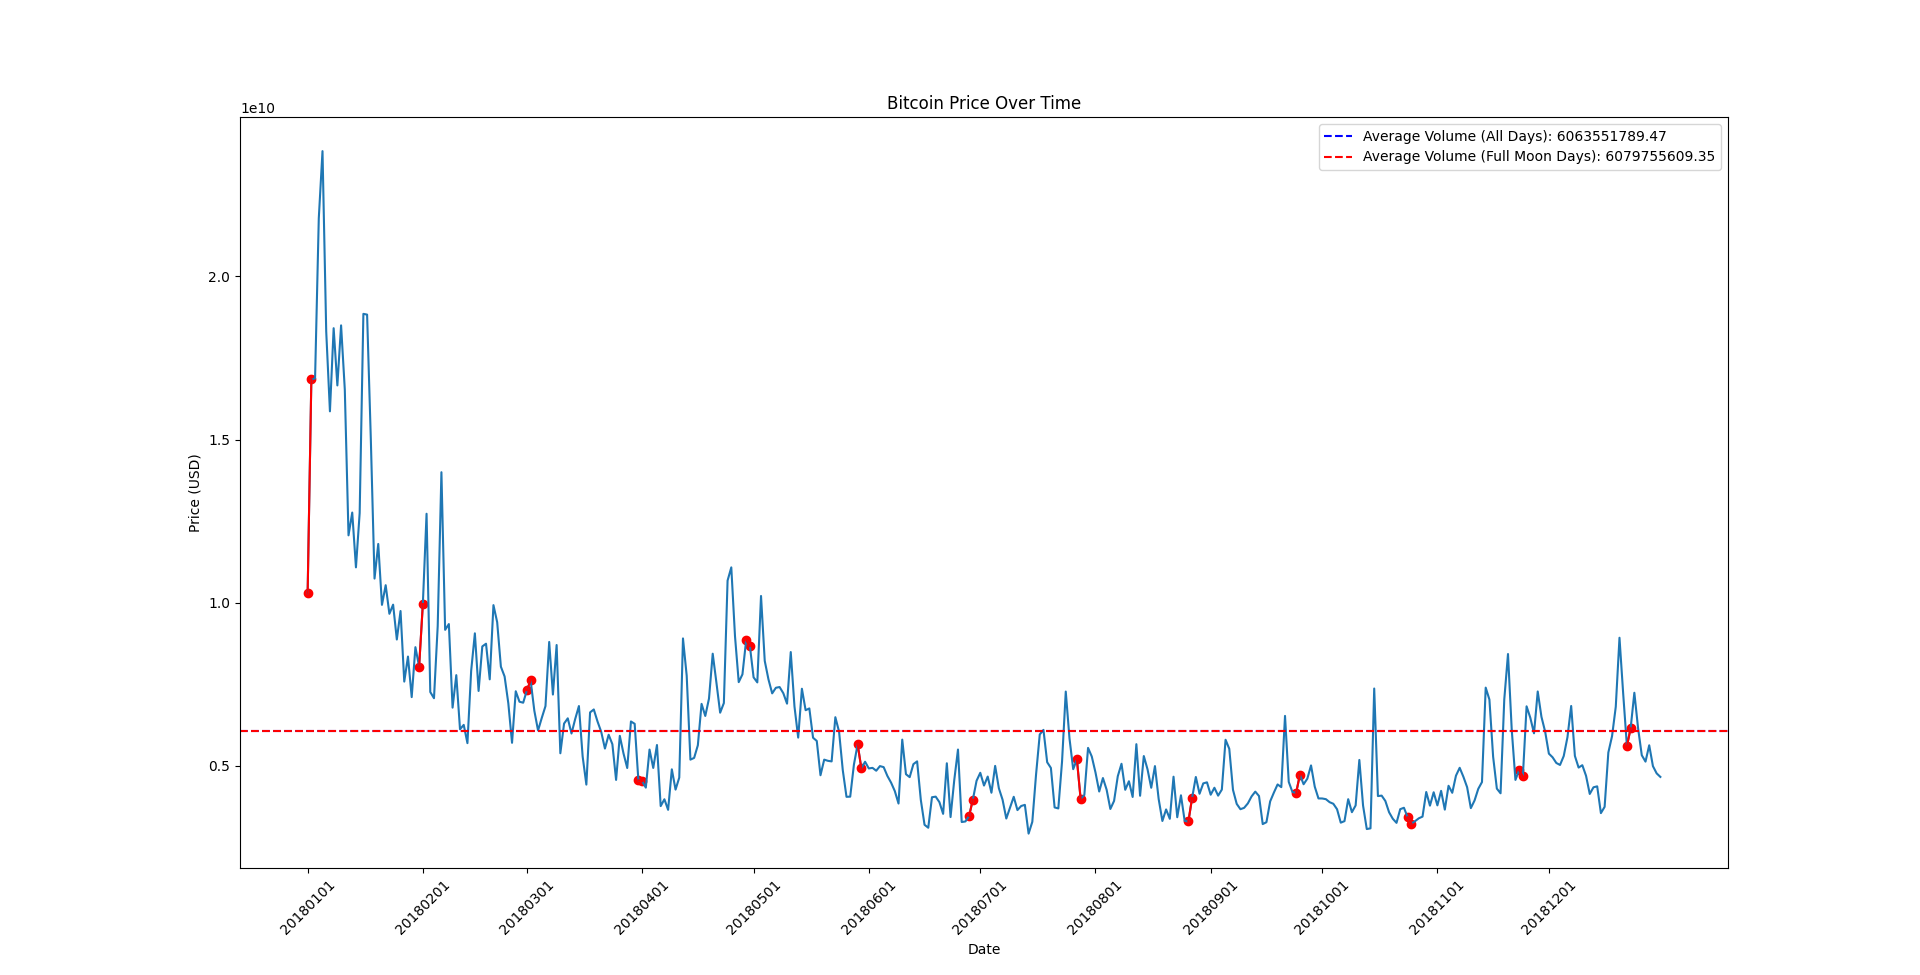 Bitcoin Price Over Time
1e10
Average Volume (All Days): 6063551789.47
Average Volume (Full Moon Days): 6079755609.35
2.0
1.5
1.0
0.5
Price (USD)
20180101
20180201
20180301
20180401
20180501
20180601
20180701
20180801
20180901
20181001
20181101
20181201
Date